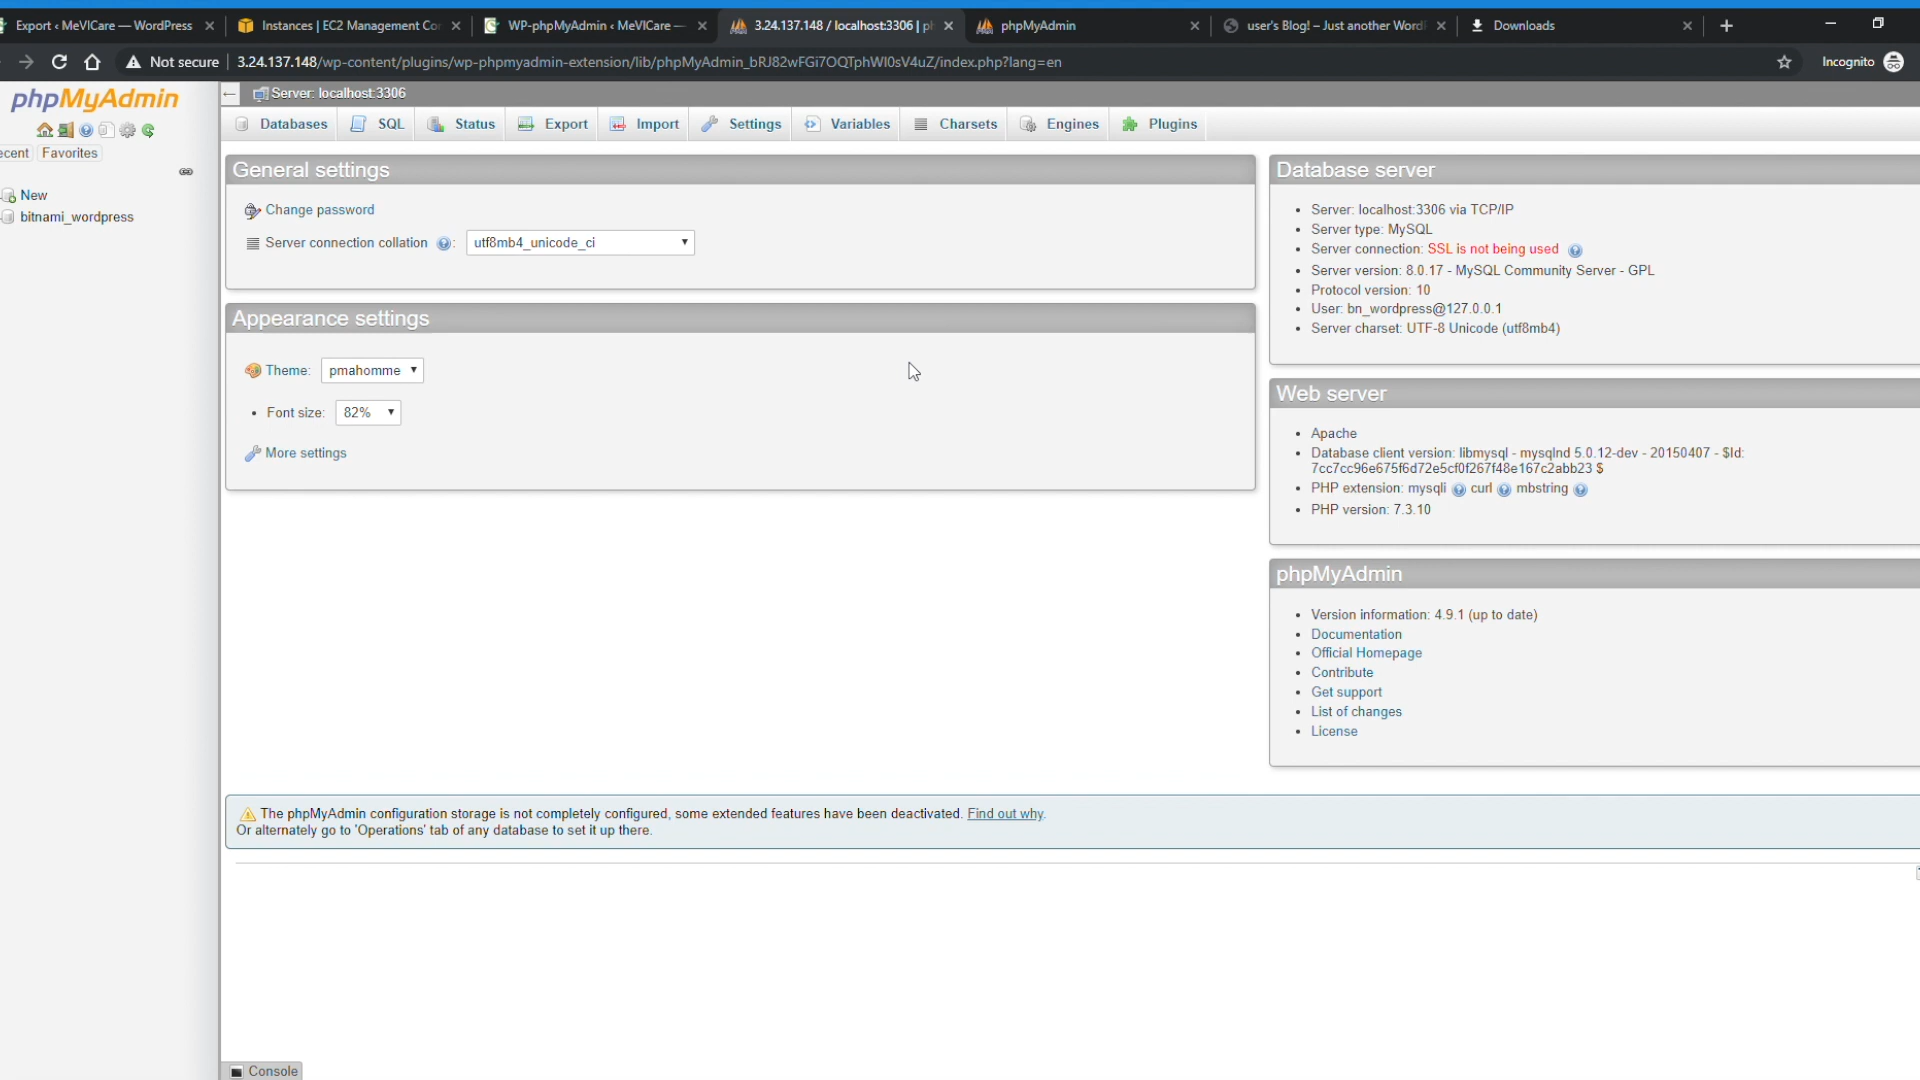 Export ‹ MeVICare — WordPress
Instances | EC2 Management Co
WP-phpMyAdmin ‹ MeVICare —
3.24.137.148 / localhost:3306 | ph
phpMyAdmin
user's Blog! – Just another Word
Downloads
Not secure
3.24.137.148/wp-content/plugins/wp-phpmyadmin-extension/lib/phpMyAdmin_bRJ82wFGi7OQTphWI0sV4uZ/index.php?lang=en
Incognito
phpMyAdmin
ecent
Favorites
New
bitnami_wordpress
Server: localhost:3306
Databases
SQL
Status
Export
Import
Settings
Variables
Charsets
Engines
Plugins
General settings
Change password
Server connection collation
:
utf8mb4_unicode_ci
Appearance settings
Theme: pmahomme
Font size: 82%
More settings
Database server
Server: localhost:3306 via TCP/IP
Server type: MySQL
Server connection: SSL is not being used
Server version: 8.0.17 - MySQL Community Server - GPL
Protocol version: 10
User: bn_wordpress@127.0.0.1
Server charset: UTF-8 Unicode (utf8mb4)
Web server
Apache
Database client version: libmysql - mysqlnd 5.0.12-dev - 20150407 - $Id:
7cc7cc96e675f6d72e5cf0f267f48e167c2abb23 $
PHP extension: mysqli curl mbstring
PHP version: 7.3.10
phpMyAdmin
Version information: 4.9.1 (up to date)
Documentation
Official Homepage
Contribute
Get support
List of changes
License
The phpMyAdmin configuration storage is not completely configured, some extended features have been deactivated. Find out why.
Or alternately go to 'Operations' tab of any database to set it up there.
Console